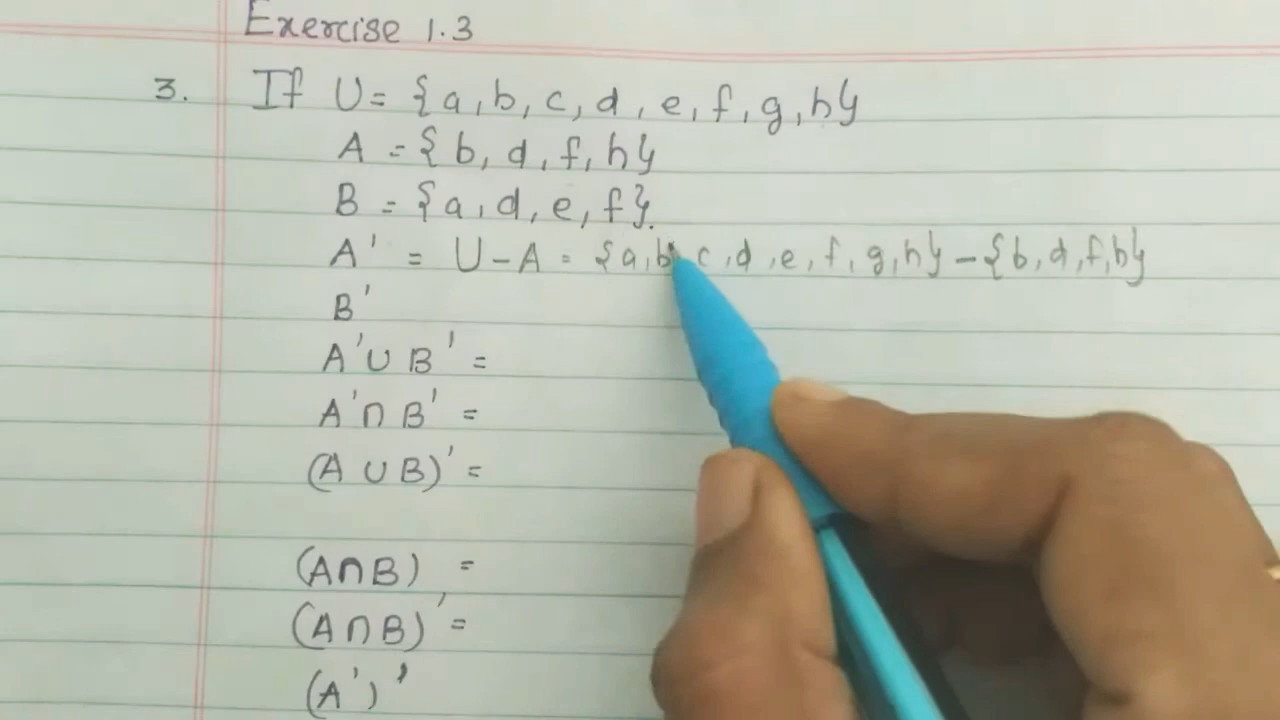 Exercise 1.3
3. If U = {a, b, c, d, e, f, g, h}
A = {b, d, f, h}
B = {a, d, e, f}.
A' = U - A = {a, b, c, d, e, f, g, h} - {b, d, f, h}
B'
A' ∪ B' =
A' ∩ B' =
(A ∪ B)' =
(A ∩ B) =
(A ∩ B)' =
(A')'